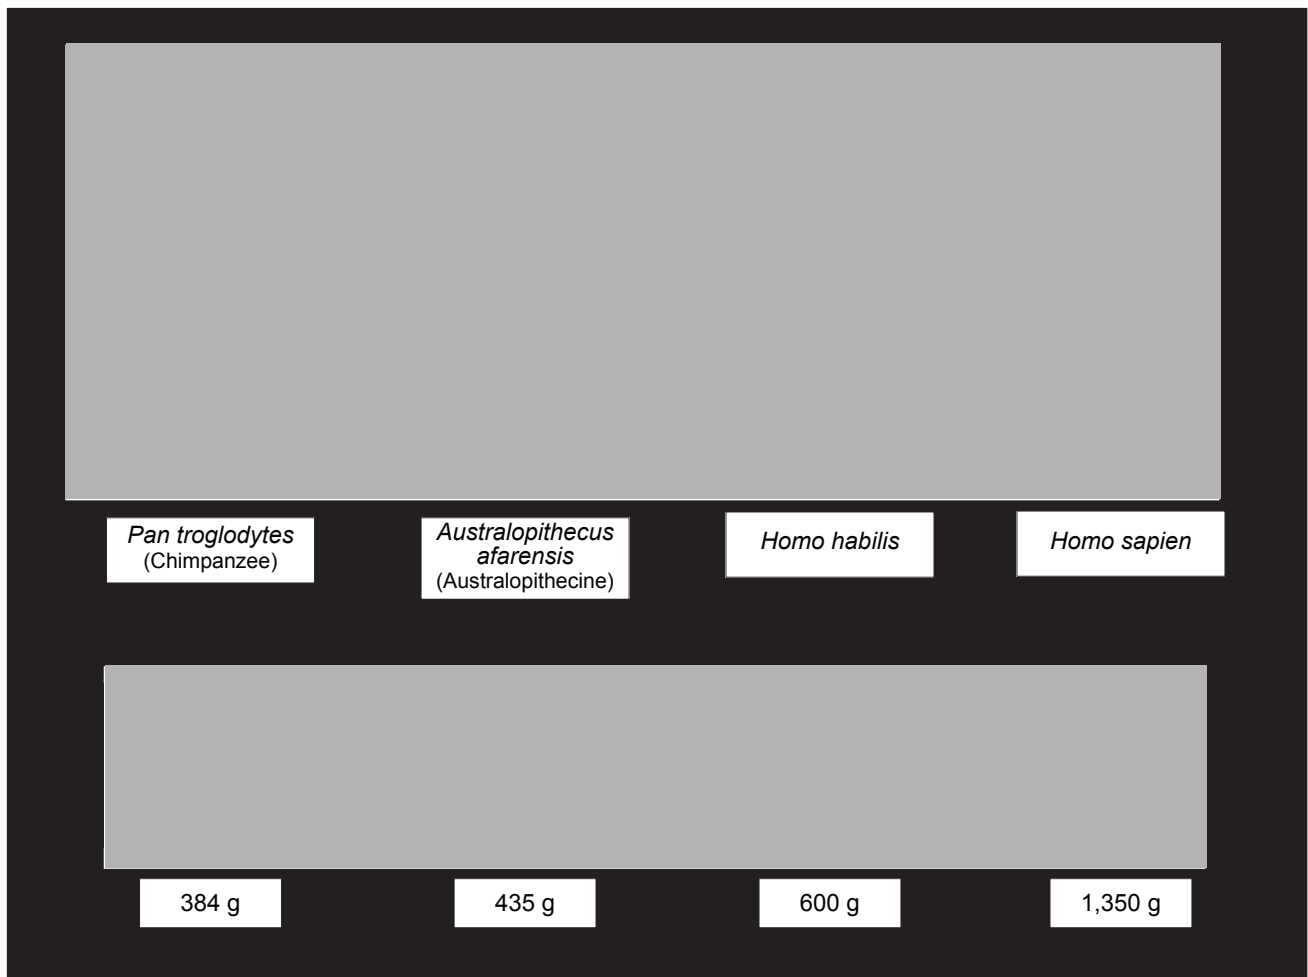 Pan troglodytes
(Chimpanzee)
Australopithecus
afarensis
(Australopithecine)
Homo habilis
Homo sapien
384 g
435 g
600 g
1,350 g